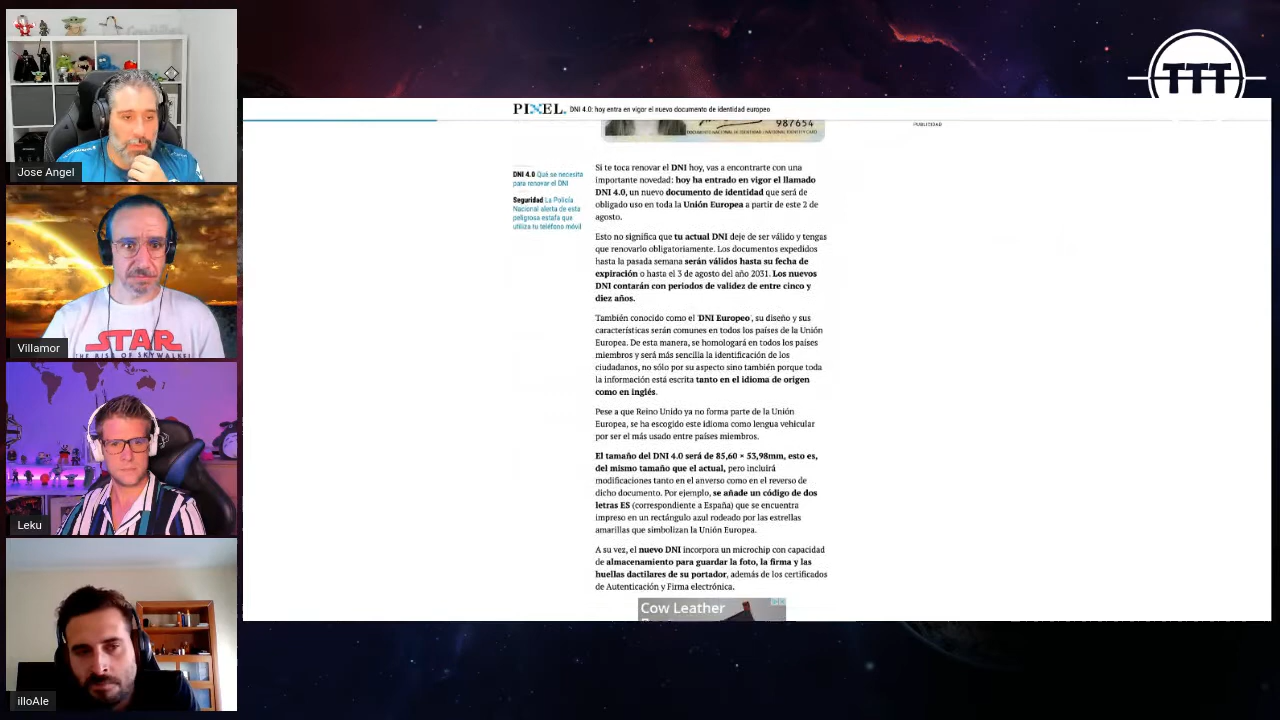 Jose Angel
Villamor
STAR
THE RISE OF SKYWALKER
Leku
illoAle
TTT
PIXEL. DNI 4.0: hoy entra en vigor el nuevo documento de identidad europeo
987654
DOCUMENTO NACIONAL DE IDENTIDAD / NATIONAL IDENTITY CARD
PUBLICIDAD
DNI 4.0 Qué se necesita
para renovar el DNI
Seguridad La Policía
Nacional alerta de esta
peligrosa estafa que
utiliza tu teléfono móvil
Si te toca renovar el DNI hoy, vas a encontrarte con una
importante novedad: hoy ha entrado en vigor el llamado
DNI 4.0, un nuevo documento de identidad que será de
obligado uso en toda la Unión Europea a partir de este 2 de
agosto.
Esto no significa que tu actual DNI deje de ser válido y tengas
que renovarlo obligatoriamente. Los documentos expedidos
hasta la pasada semana serán válidos hasta su fecha de
expiración o hasta el 3 de agosto del año 2031. Los nuevos
DNI contarán con periodos de validez de entre cinco y
diez años.
También conocido como el 'DNI Europeo', su diseño y sus
características serán comunes en todos los países de la Unión
Europea. De esta manera, se homologará en todos los países
miembros y será más sencilla la identificación de los
ciudadanos, no sólo por su aspecto sino también porque toda
la información está escrita tanto en el idioma de origen
como en inglés.
Pese a que Reino Unido ya no forma parte de la Unión
Europea, se ha escogido este idioma como lengua vehicular
por ser el más usado entre países miembros.
El tamaño del DNI 4.0 será de 85,60 × 53,98mm, esto es,
del mismo tamaño que el actual, pero incluirá
modificaciones tanto en el anverso como en el reverso de
dicho documento. Por ejemplo, se añade un código de dos
letras ES (correspondiente a España) que se encuentra
impreso en un rectángulo azul rodeado por las estrellas
amarillas que simbolizan la Unión Europea.
A su vez, el nuevo DNI incorpora un microchip con capacidad
de almacenamiento para guardar la foto, la firma y las
huellas dactilares de su portador, además de los certificados
de Autenticación y Firma electrónica.
Cow Leather